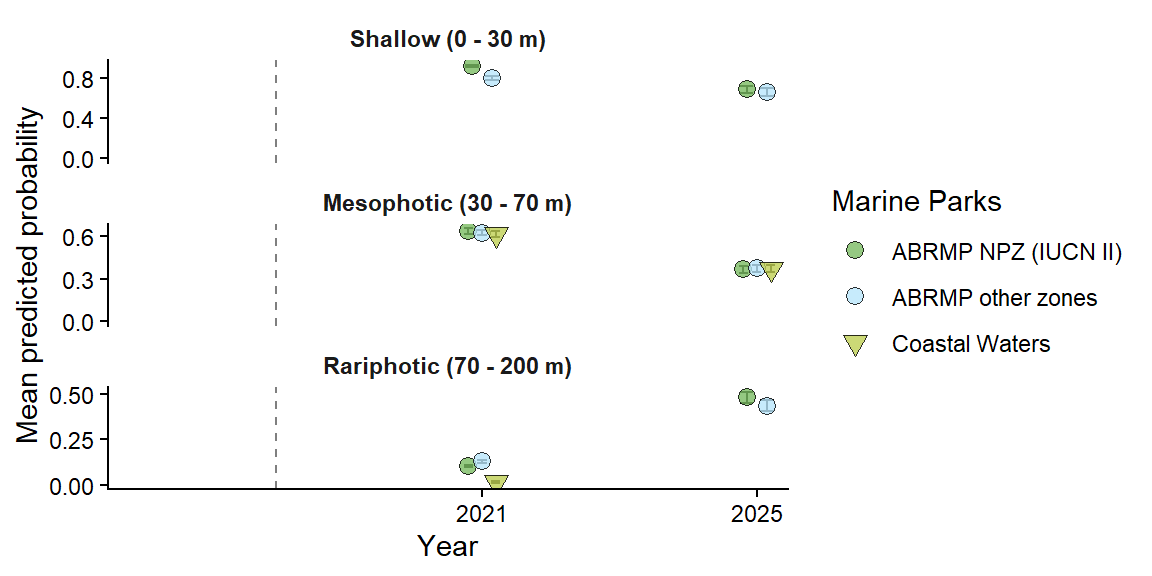 Shallow (0 - 30 m)
0.8
0.4
0.0
Mesophotic (30 - 70 m)
0.6
0.3
0.0
Rariphotic (70 - 200 m)
0.50
0.25
0.00
2021
2025
Year
Mean predicted probability
Marine Parks
ABRMP NPZ (IUCN II)
ABRMP other zones
Coastal Waters